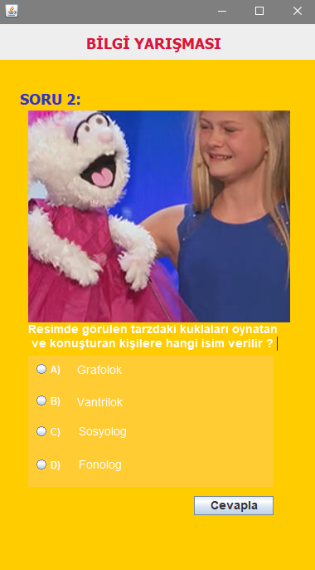 BİLGİ YARIŞMASI
SORU 2:
Resimde görülen tarzdaki kuklaları oynatan
ve konuşturan kişilere hangi isim verilir ?
A) Grafolok
B) Vantrilok
C) Sosyolog
D) Fonolog
Cevapla